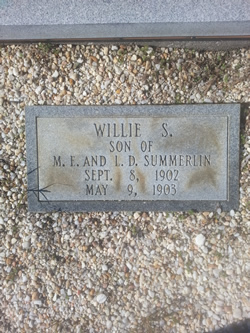 WILLIE S.
SON OF
M. E. AND L. D. SUMMERLIN
SEPT. 8, 1902
MAY 9, 1903